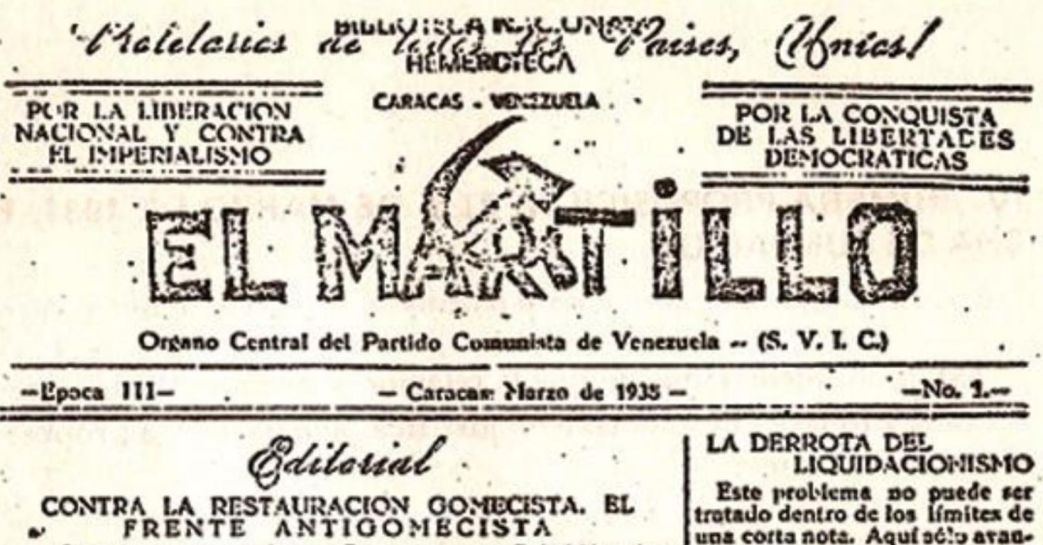 Proletarios de todos los Paises, Unios!
BIBLIOTECA NACIONAL
HEMEROTECA
CARACAS - VENEZUELA
POR LA LIBERACION
NACIONAL Y CONTRA
EL IMPERIALISMO
POR LA CONQUISTA
DE LAS LIBERTADES
DEMOCRATICAS
EL MARTILLO
Organo Central del Partido Comunista de Venezuela -- (S. V. I. C.)
--Epoca III--
-- Caracas: Marzo de 1935 --
--No. 1.--
Editorial
CONTRA LA RESTAURACION GOMECISTA. EL
FRENTE ANTIGOMECISTA
LA DERROTA DEL
LIQUIDACIONISMO
Este problema no puede ser
tratado dentro de los límites de
una corta nota. Aquí sólo avan-